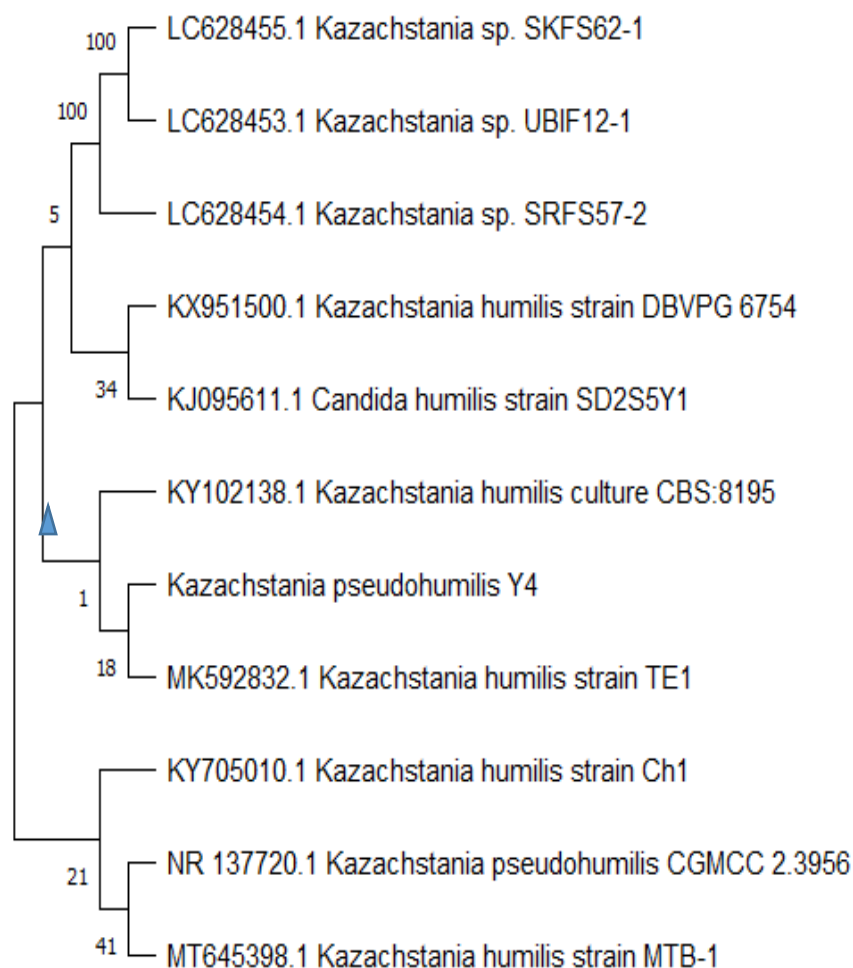 LC628455.1 Kazachstania sp. SKFS62-1
100
LC628453.1 Kazachstania sp. UBIF12-1
100
LC628454.1 Kazachstania sp. SRFS57-2
5
KX951500.1 Kazachstania humilis strain DBVPG 6754
34
KJ095611.1 Candida humilis strain SD2S5Y1
KY102138.1 Kazachstania humilis culture CBS:8195
Kazachstania pseudohumilis Y4
1
18
MK592832.1 Kazachstania humilis strain TE1
KY705010.1 Kazachstania humilis strain Ch1
NR 137720.1 Kazachstania pseudohumilis CGMCC 2.3956
21
41
MT645398.1 Kazachstania humilis strain MTB-1